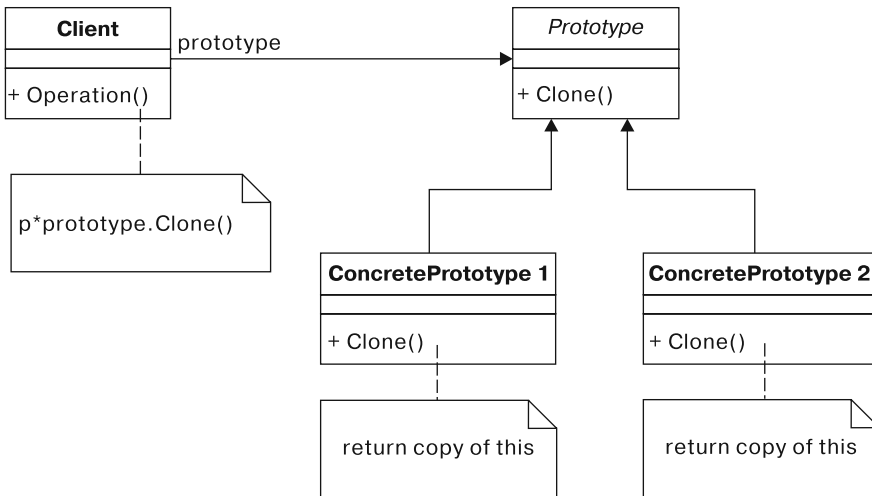 Client
prototype
Prototype
+ Operation()
+ Clone()
p*prototype.Clone()
ConcretePrototype 1
ConcretePrototype 2
+ Clone()
+ Clone()
return copy of this
return copy of this